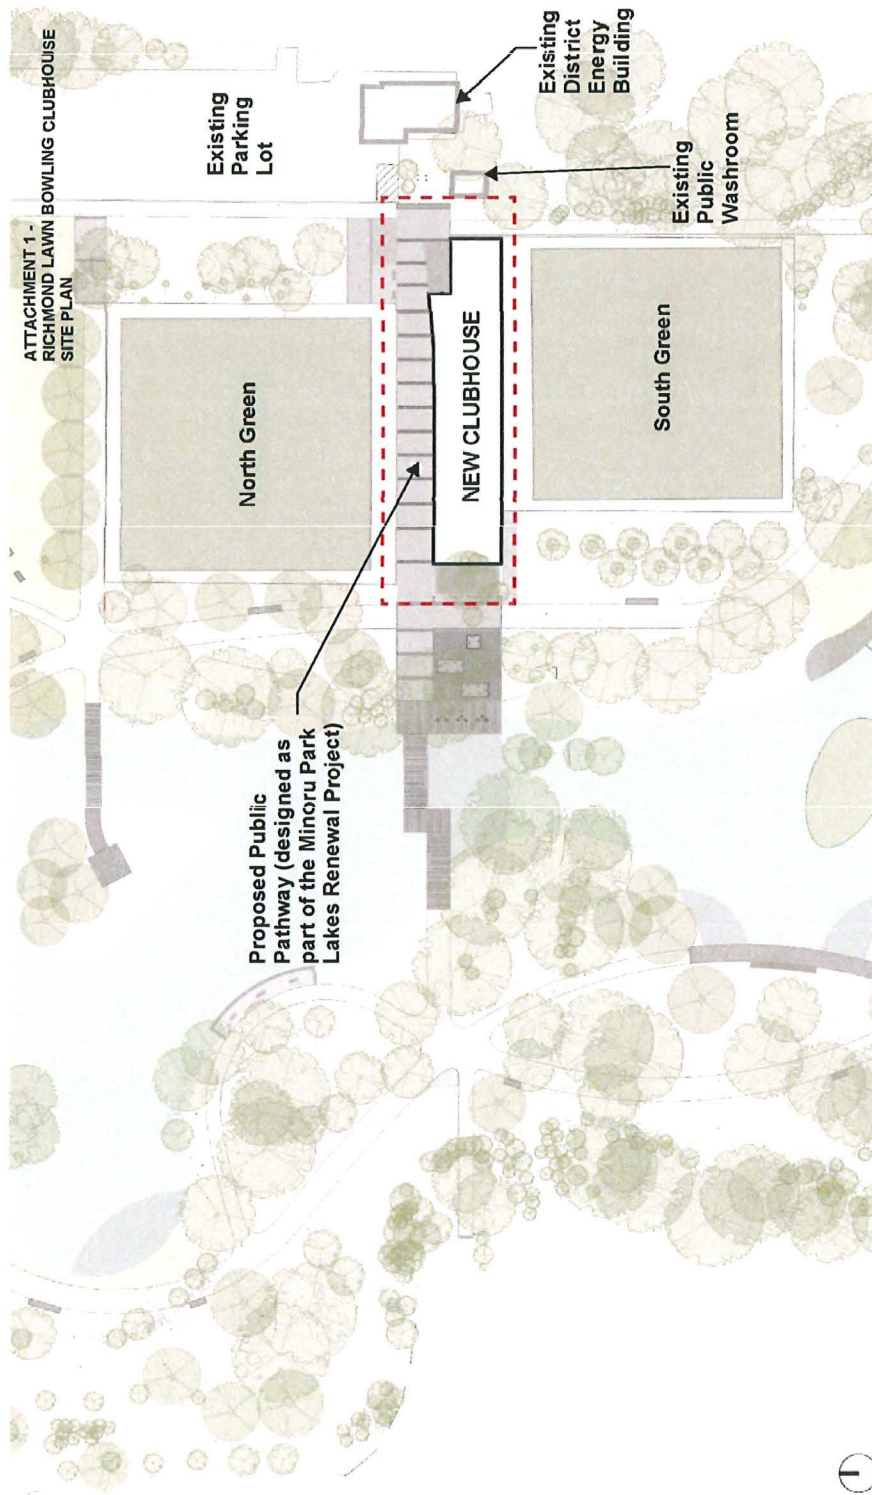 ATTACHMENT 1 -
RICHMOND LAWN BOWLING CLUBHOUSE
SITE PLAN
Existing
Parking
Lot
Existing
District
Energy
Building
North Green
Existing
Public
Washroom
NEW CLUBHOUSE
South Green
Proposed Public
Pathway (designed as
part of the Minoru Park
Lakes Renewal Project)